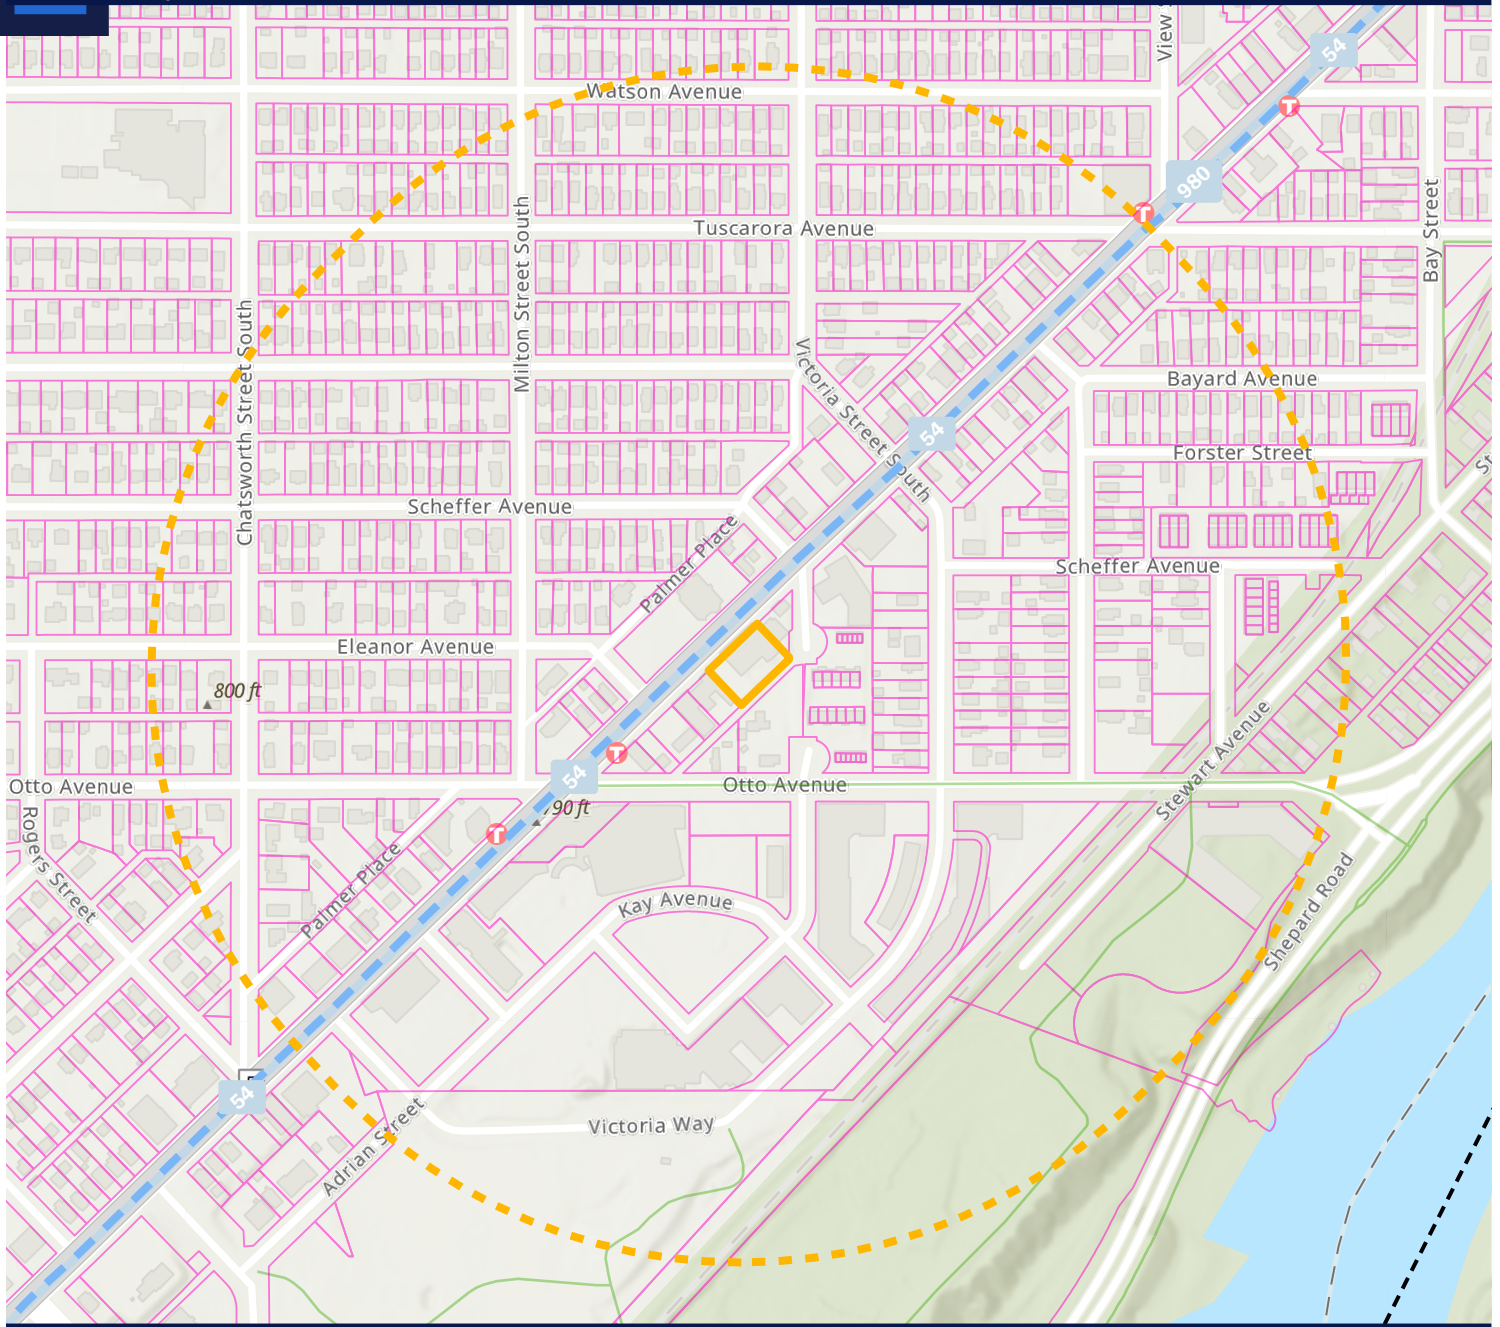 View
54
Watson Avenue
T
980
T
Tuscarora Avenue
Bay Street
Milton Street South
Chatsworth Street South
Victoria Street South
Bayard Avenue
54
Forster Street
St
Scheffer Avenue
Palmer Place
Scheffer Avenue
Eleanor Avenue
800 ft
T
54
Otto Avenue
Otto Avenue
790 ft
Stewart Avenue
Rogers Street
T
Palmer Place
Kay Avenue
Shepard Road
54
Adrian Street
Victoria Way